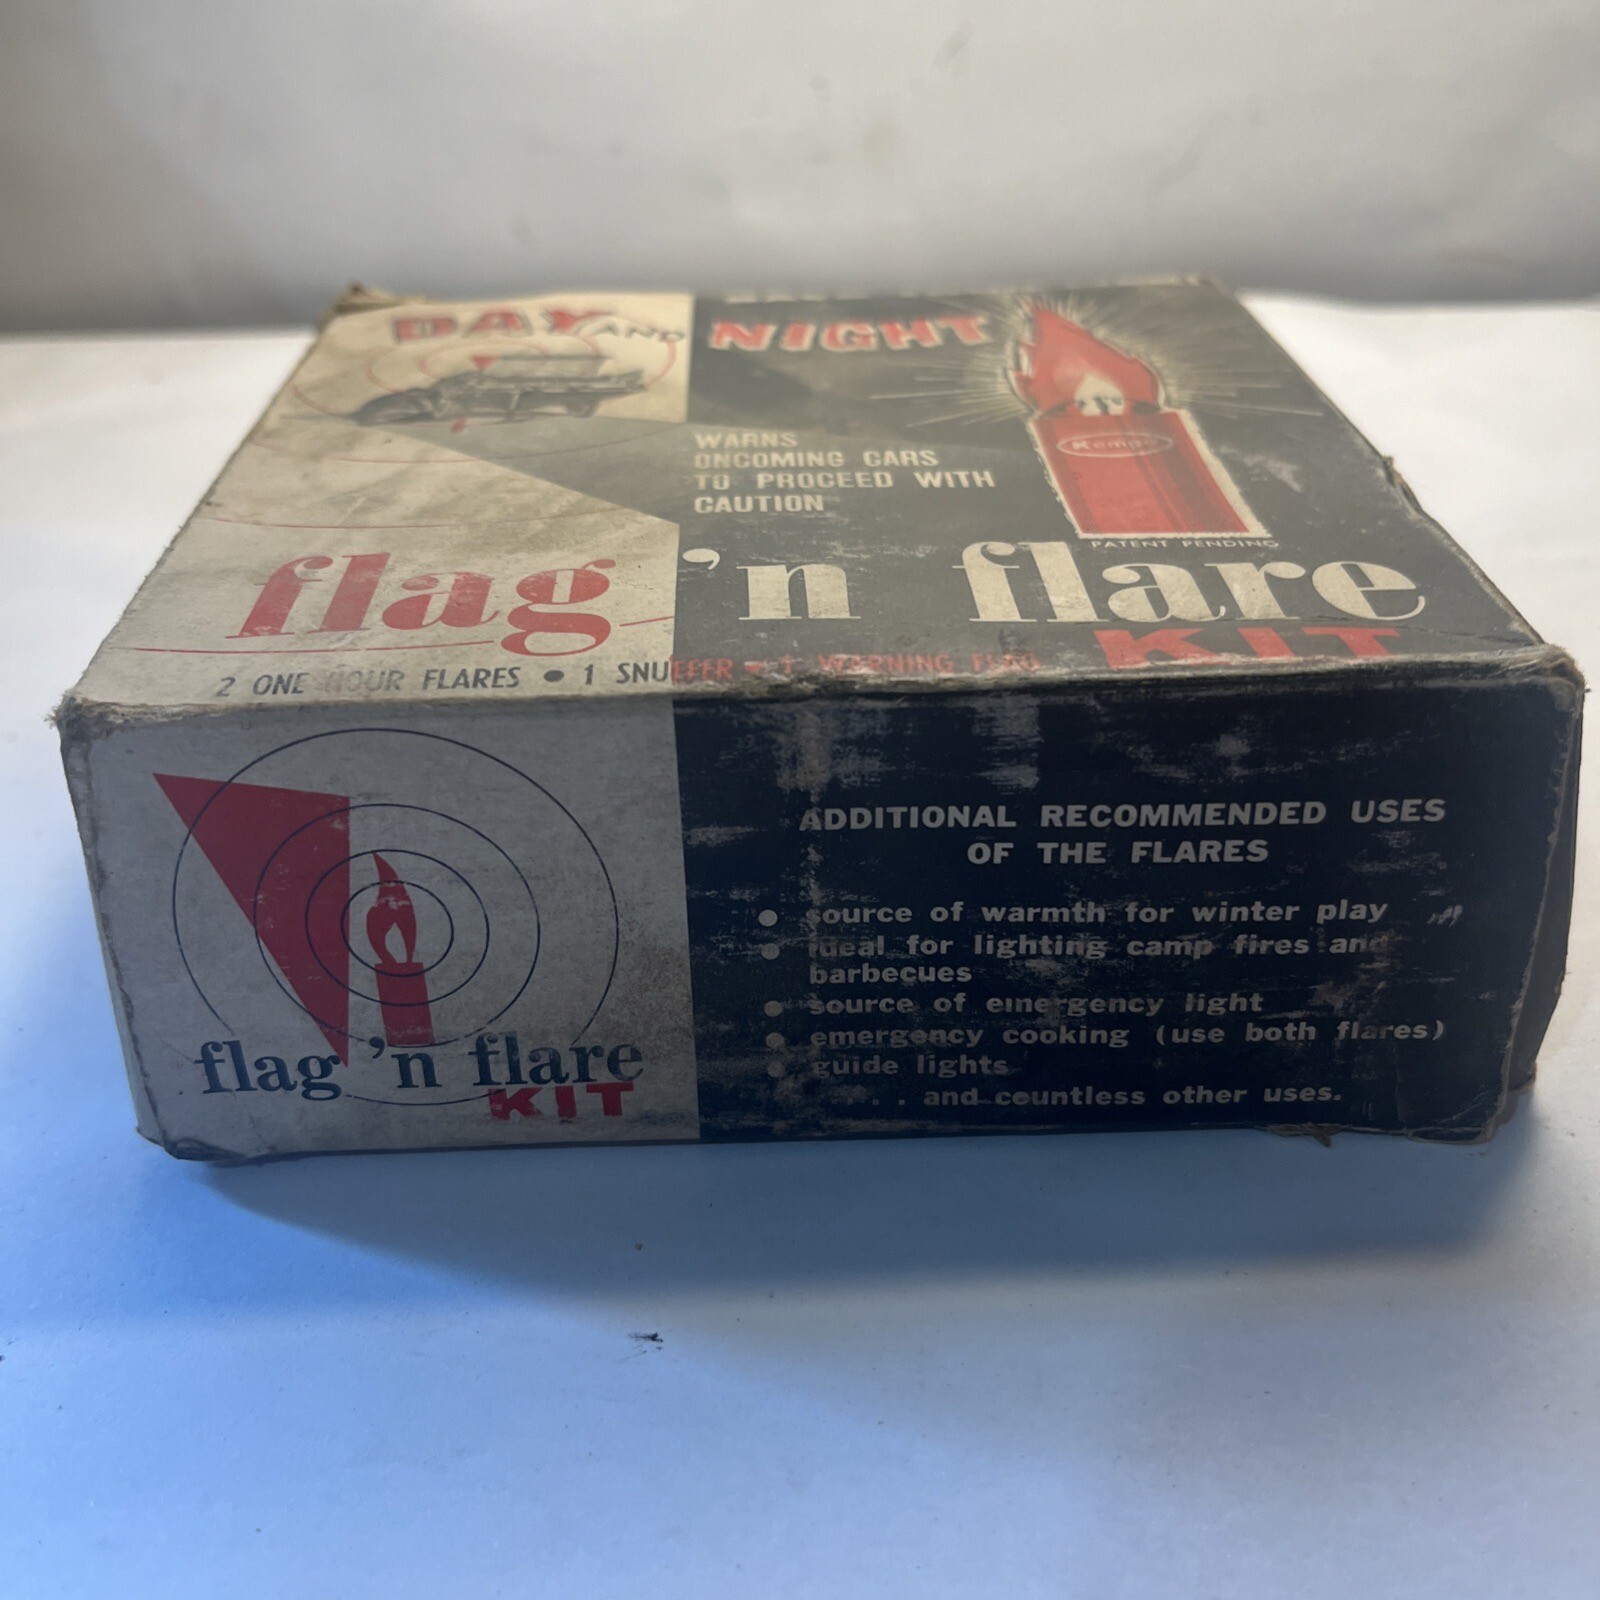 DAY AND NIGHT
WARNS
ONCOMING CARS
TO PROCEED WITH
CAUTION
PATENT PENDING
flag 'n flare
KIT
2 ONE HOUR FLARES • 1 SNUFFER • 1 WARNING FLAG
flag 'n flare
KIT
ADDITIONAL RECOMMENDED USES
OF THE FLARES
• source of warmth for winter play
• ideal for lighting camp fires and
barbecues
• source of emergency light
• emergency cooking (use both flares)
• guide lights
. . . and countless other uses.